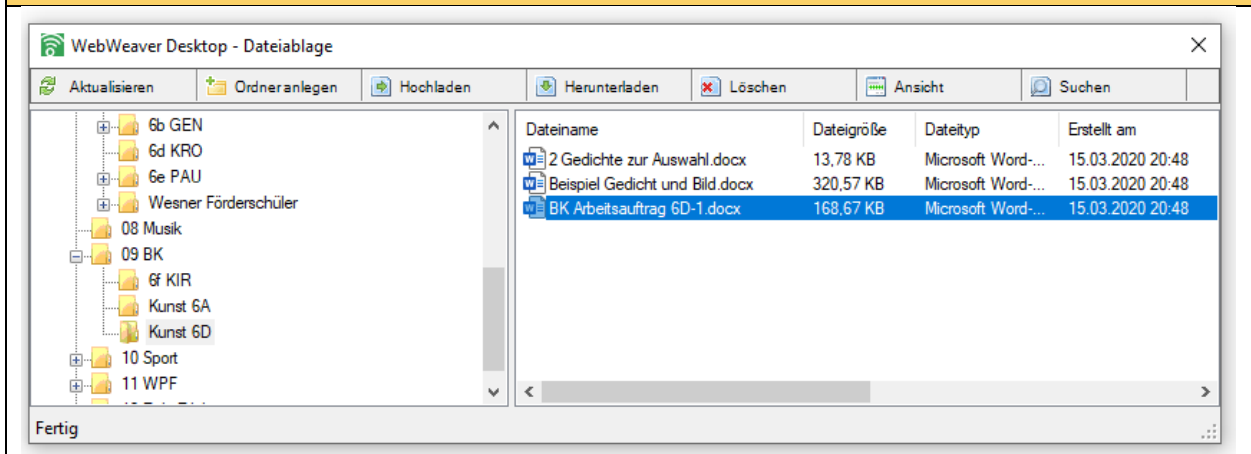 WebWeaver Desktop - Dateiablage
Aktualisieren Ordner anlegen Hochladen Herunterladen Löschen Ansicht Suchen
6b GEN
6d KRO
6e PAU
Wesner Förderschüler
08 Musik
09 BK
6f KIR
Kunst 6A
Kunst 6D
10 Sport
11 WPF
Dateiname Dateigröße Dateityp Erstellt am
2 Gedichte zur Auswahl.docx 13,78 KB Microsoft Word-... 15.03.2020 20:48
Beispiel Gedicht und Bild.docx 320,57 KB Microsoft Word-... 15.03.2020 20:48
BK Arbeitsauftrag 6D-1.docx 168,67 KB Microsoft Word-... 15.03.2020 20:48
Fertig